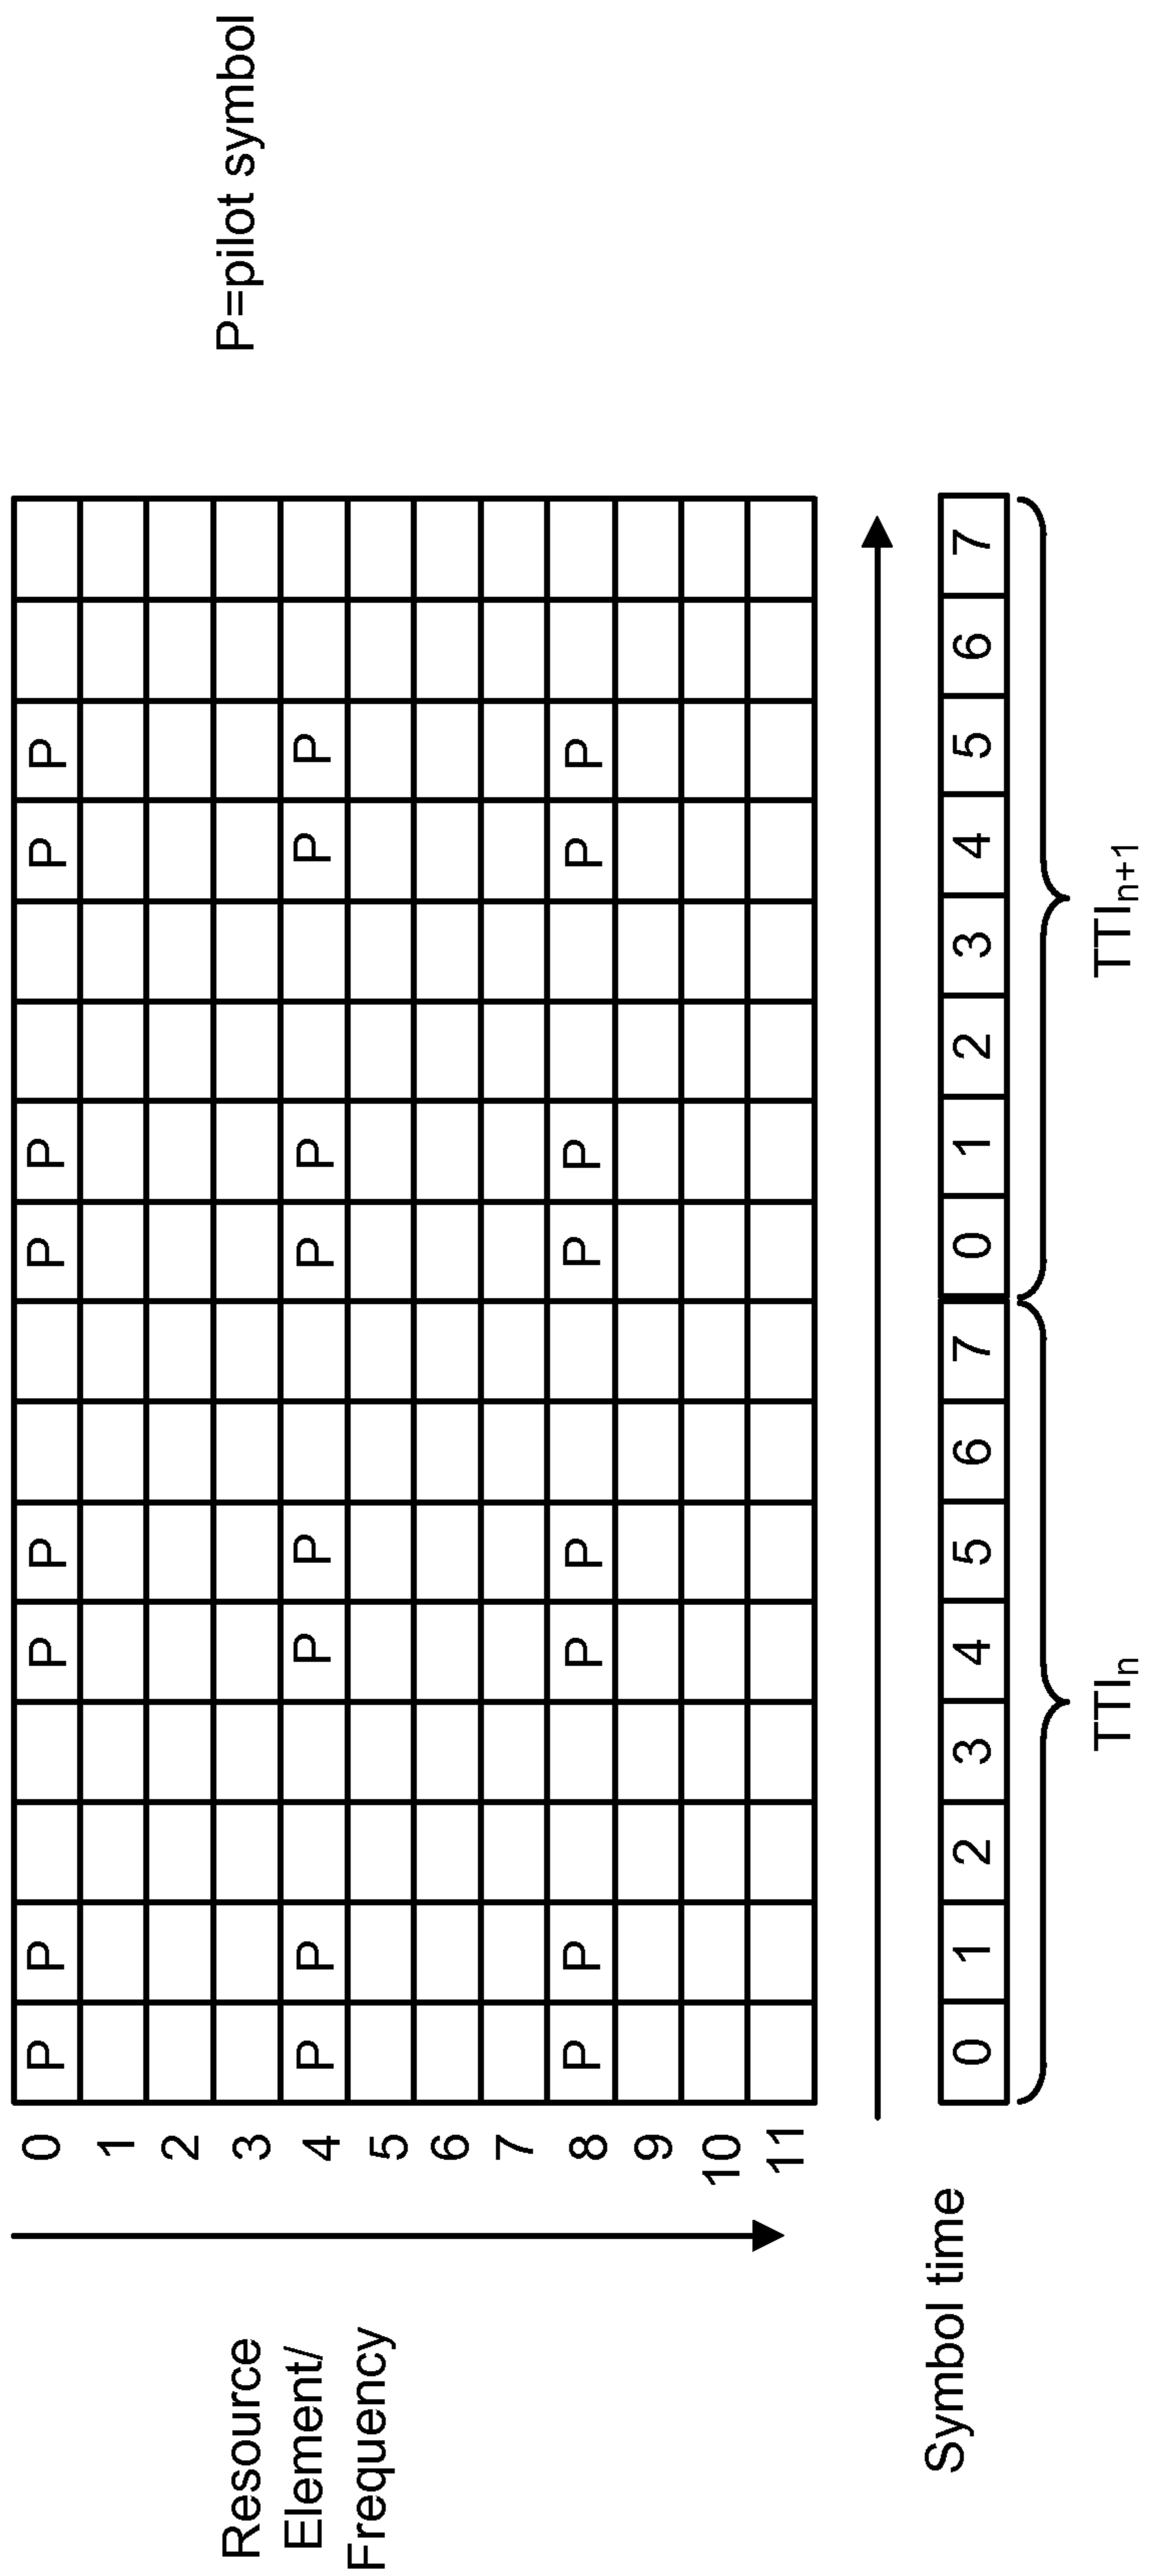 Resource
Element/
Frequency
0 P P P P P P P P
1
2
3
4 P P P P P P P P
5
6
7
8 P P P P P P P P
9
10
11
P=pilot symbol
Symbol time 0 1 2 3 4 5 6 7 0 1 2 3 4 5 6 7
TTIn TTIn+1